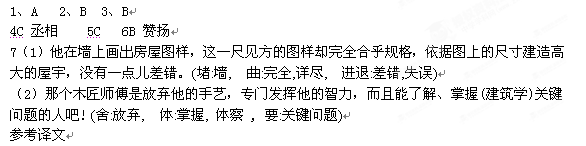 1、A 2、B 3、B
4C 丞相 5C 6B 赞扬
7（1）他在墙上画出房屋图样，这一尺见方的图样却完全合乎规格，依据图上的尺寸建造高
大的屋宇，没有一点儿差错。(堵:墙, 曲:完全,详尽, 进退:差错,失误)
（2）那个木匠师傅是放弃他的手艺，专门发挥他的智力，而且能了解、掌握(建筑学)关键
问题的人吧！(舍:放弃, 体:掌握, 体察 , 要:关键问题)
参考译文